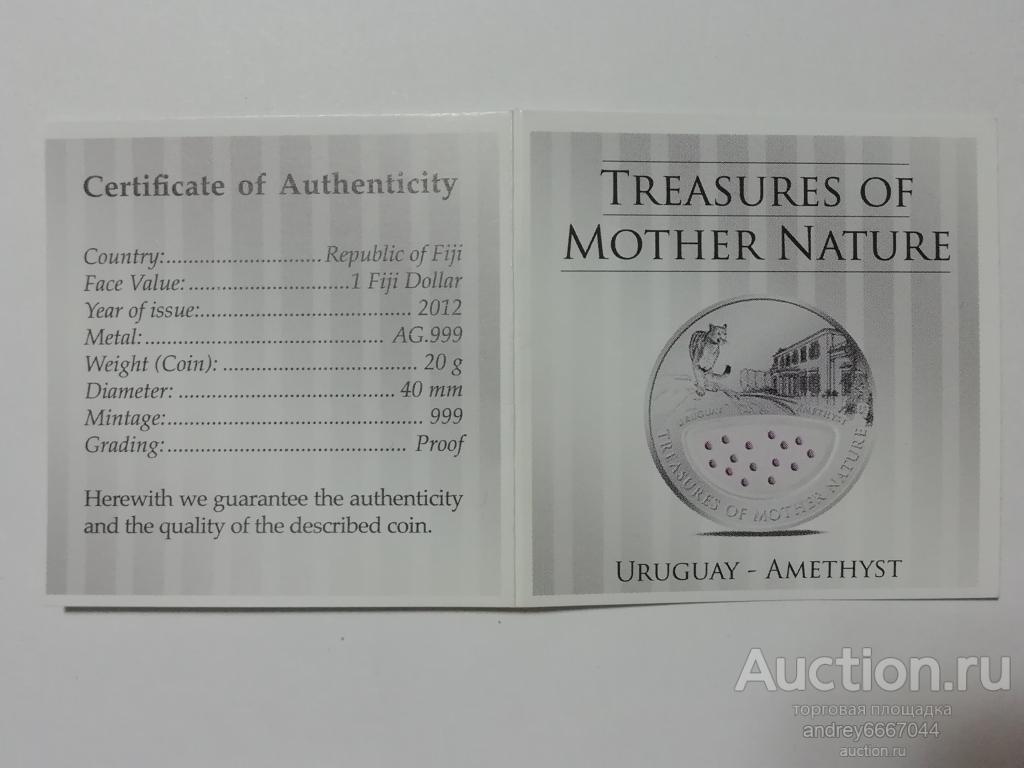 Certificate of Authenticity
Country:............................Republic of Fiji
Face Value:.............................1 Fiji Dollar
Year of issue:...................................... 2012
Metal:........................................... AG.999
Weight (Coin): ................................... 20 g
Diameter: ....................................... 40 mm
Mintage:.............................................. 999
Grading:........................................... Proof
Herewith we guarantee the authenticity
and the quality of the described coin.
TREASURES OF
MOTHER NATURE
URUGUAY AMETHYST
TREASURES OF MOTHER NATURE
URUGUAY - AMETHYST
Auction.ru
торговая площадка
andrey6667044
auction.ru